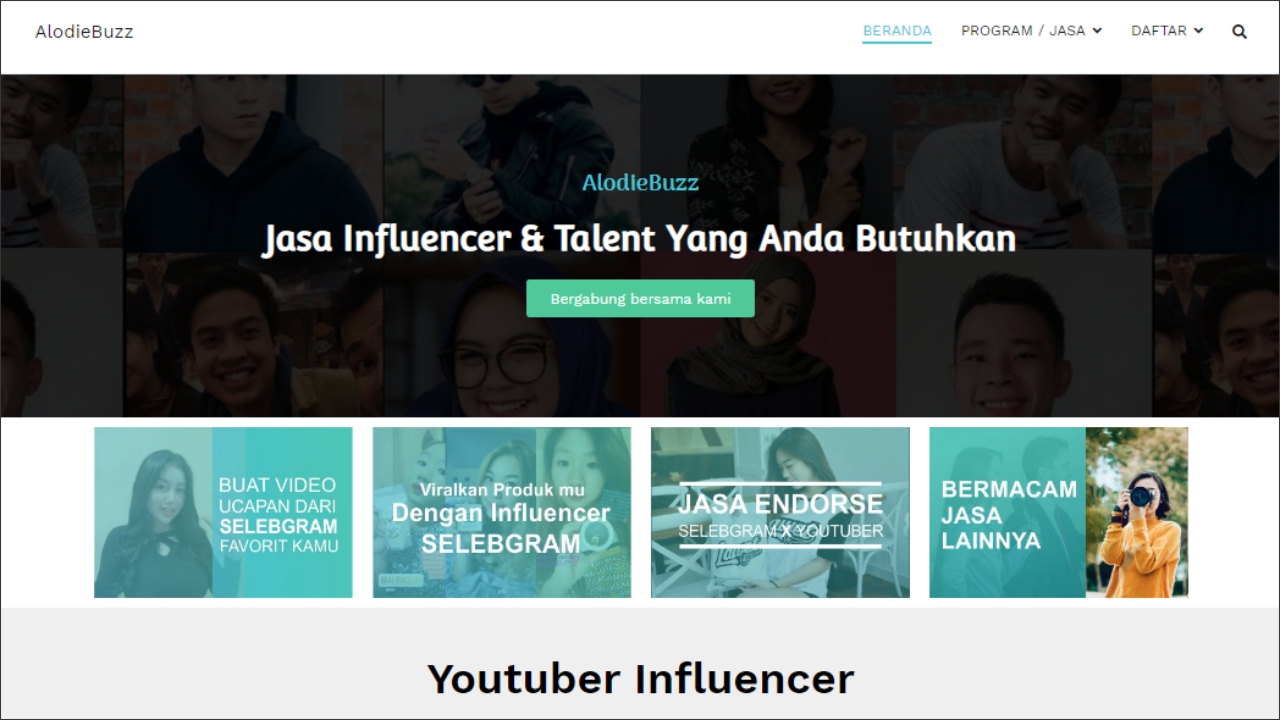 AlodieBuzz
BERANDA
PROGRAM / JASA
DAFTAR
AlodieBuzz
Jasa Influencer & Talent Yang Anda Butuhkan
Bergabung bersama kami
BUAT VIDEO
UCAPAN DARI
SELEBGRAM
FAVORIT KAMU
Viralkan Produk mu
Dengan Influencer
SELEBGRAM
JASA ENDORSE
SELEBGRAM X YOUTUBER
BERMACAM
JASA
LAINNYA
Youtuber Influencer